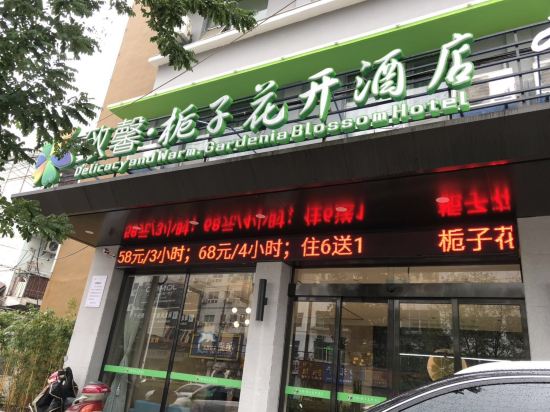 致馨·栀子花开酒店
Delicacy and Warm.Gardenia Blossom Hotel
58元/3小时；68元/4小时；住6送1 栀子花